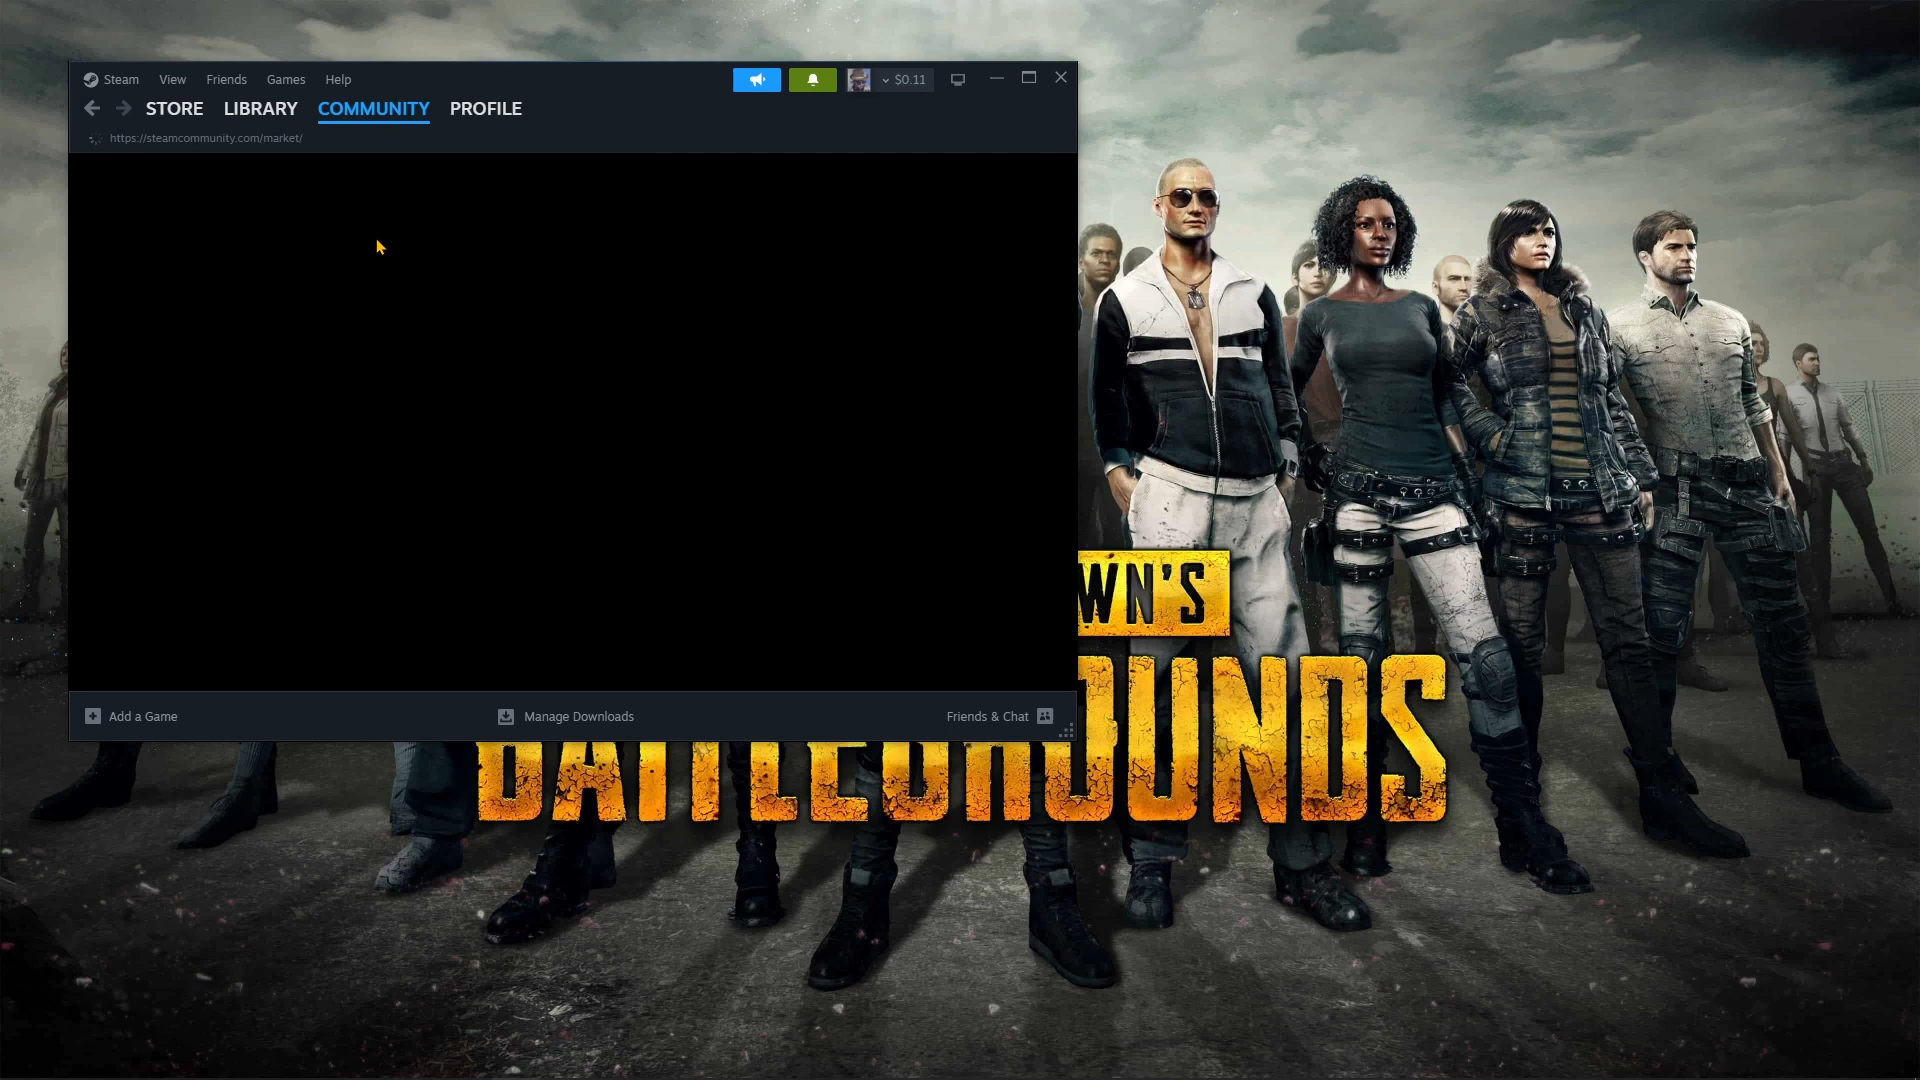 Steam View Friends Games Help $0.11
STORE LIBRARY COMMUNITY PROFILE
https://steamcommunity.com/market/
WN'S
Add a Game Manage Downloads Friends & Chat